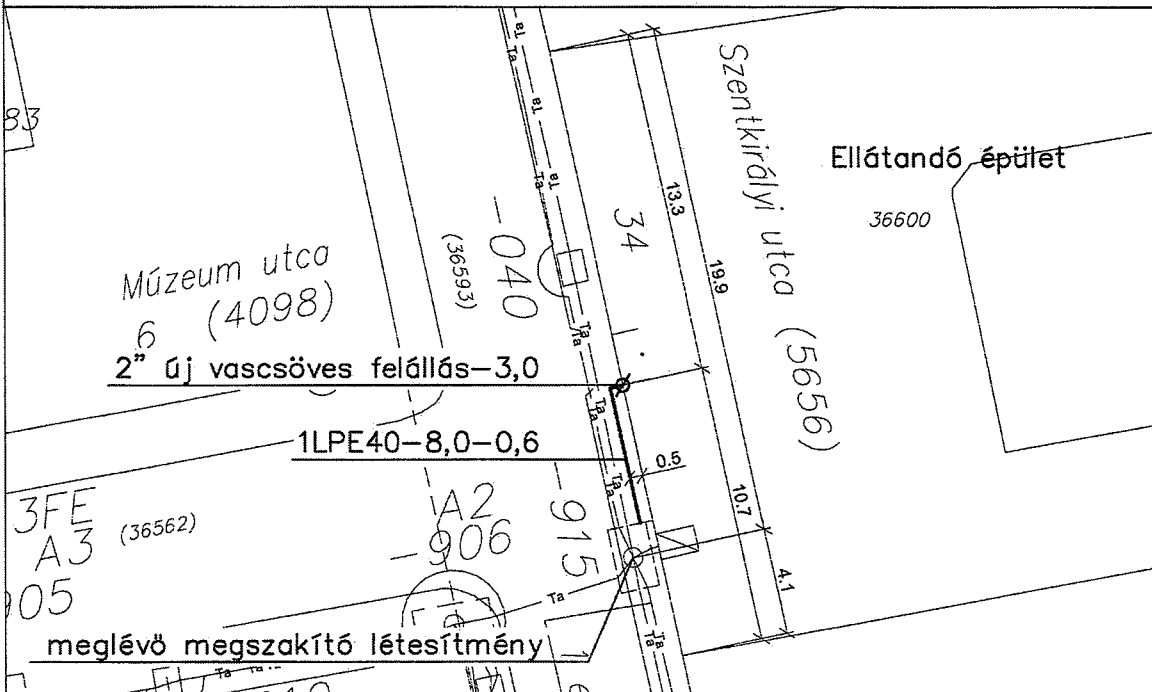 83
Szentkirályi utca (5656)
Ellátandó épület
36600
13.3
19.9
34
-040
(36593)
Múzeum utca
6 (4098)
2" új vascsöves felállás-3,0
1LPE40-8,0-0,6
0.5
10.7
4.1
3FE
A3 (36562)
905
A2
-906
-915
Ta
meglévő megszakító létesítmény